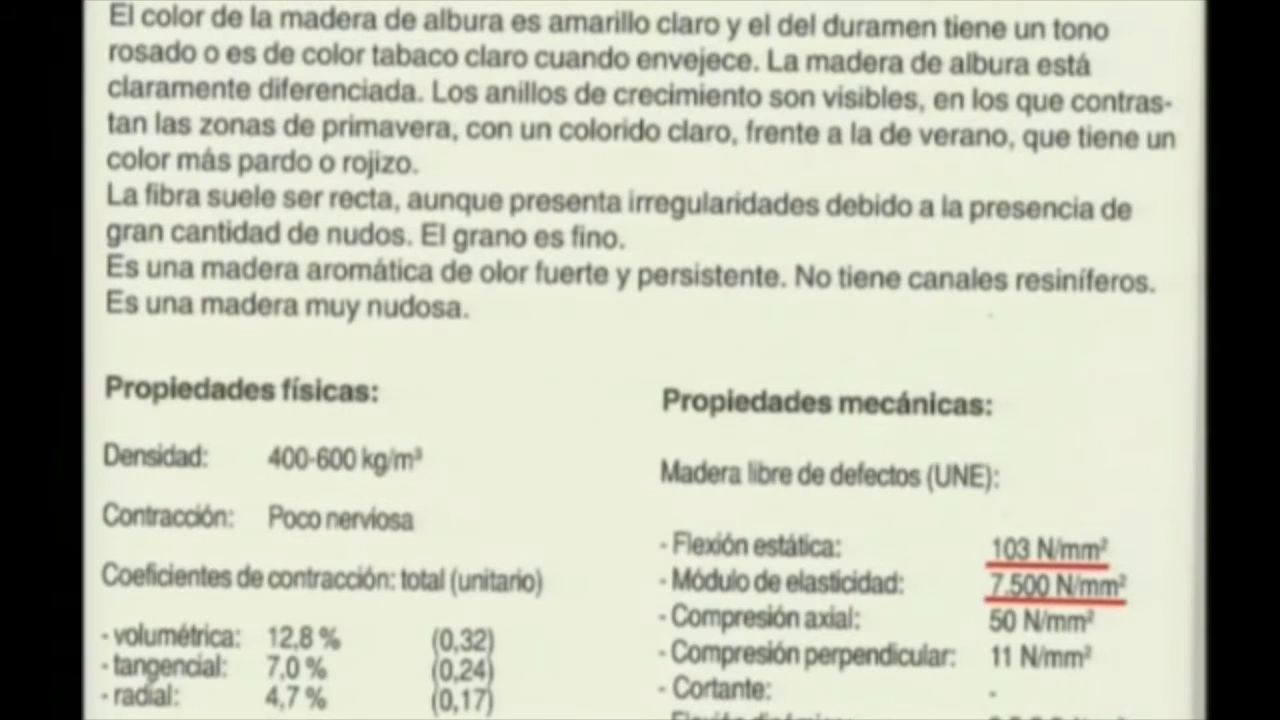 El color de la madera de albura es amarillo claro y el del duramen tiene un tono
rosado o es de color tabaco claro cuando envejece. La madera de albura está
claramente diferenciada. Los anillos de crecimiento son visibles, en los que contras-
tan las zonas de primavera, con un colorido claro, frente a la de verano, que tiene un
color más pardo o rojizo.
La fibra suele ser recta, aunque presenta irregularidades debido a la presencia de
gran cantidad de nudos. El grano es fino.
Es una madera aromática de olor fuerte y persistente. No tiene canales resiníferos.
Es una madera muy nudosa.
Propiedades físicas:
Densidad: 400-600 kg/m³
Contracción: Poco nerviosa
Coeficientes de contracción: total (unitario)
- volumétrica: 12,8 % (0,32)
- tangencial: 7,0 % (0,24)
- radial: 4,7 % (0,17)
Propiedades mecánicas:
Madera libre de defectos (UNE):
- Flexión estática: 103 N/mm²
- Módulo de elasticidad: 7.500 N/mm²
- Compresión axial: 50 N/mm²
- Compresión perpendicular: 11 N/mm²
- Cortante: -